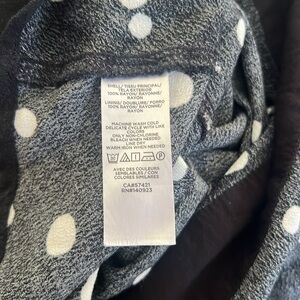 SHELL/ TISSU PRINCIPAL/
TELA EXTERIOR
100% RAYON/ RAYONNE/
RAYON
LINING/ DOUBLURE/ FORRO
100% RAYON/ RAYONNE/
RAYON
MACHINE WASH COLD
DELICATE CYCLE WITH LIKE
COLORS
ONLY NON-CHLORINE
BLEACH WHEN NEEDED
LINE DRY
WARM IRON WHEN NEEDED
AVEC DES COULEURS
SEMBLABLES / CON
COLORES SIMILARES
CA#57421
RN#140923